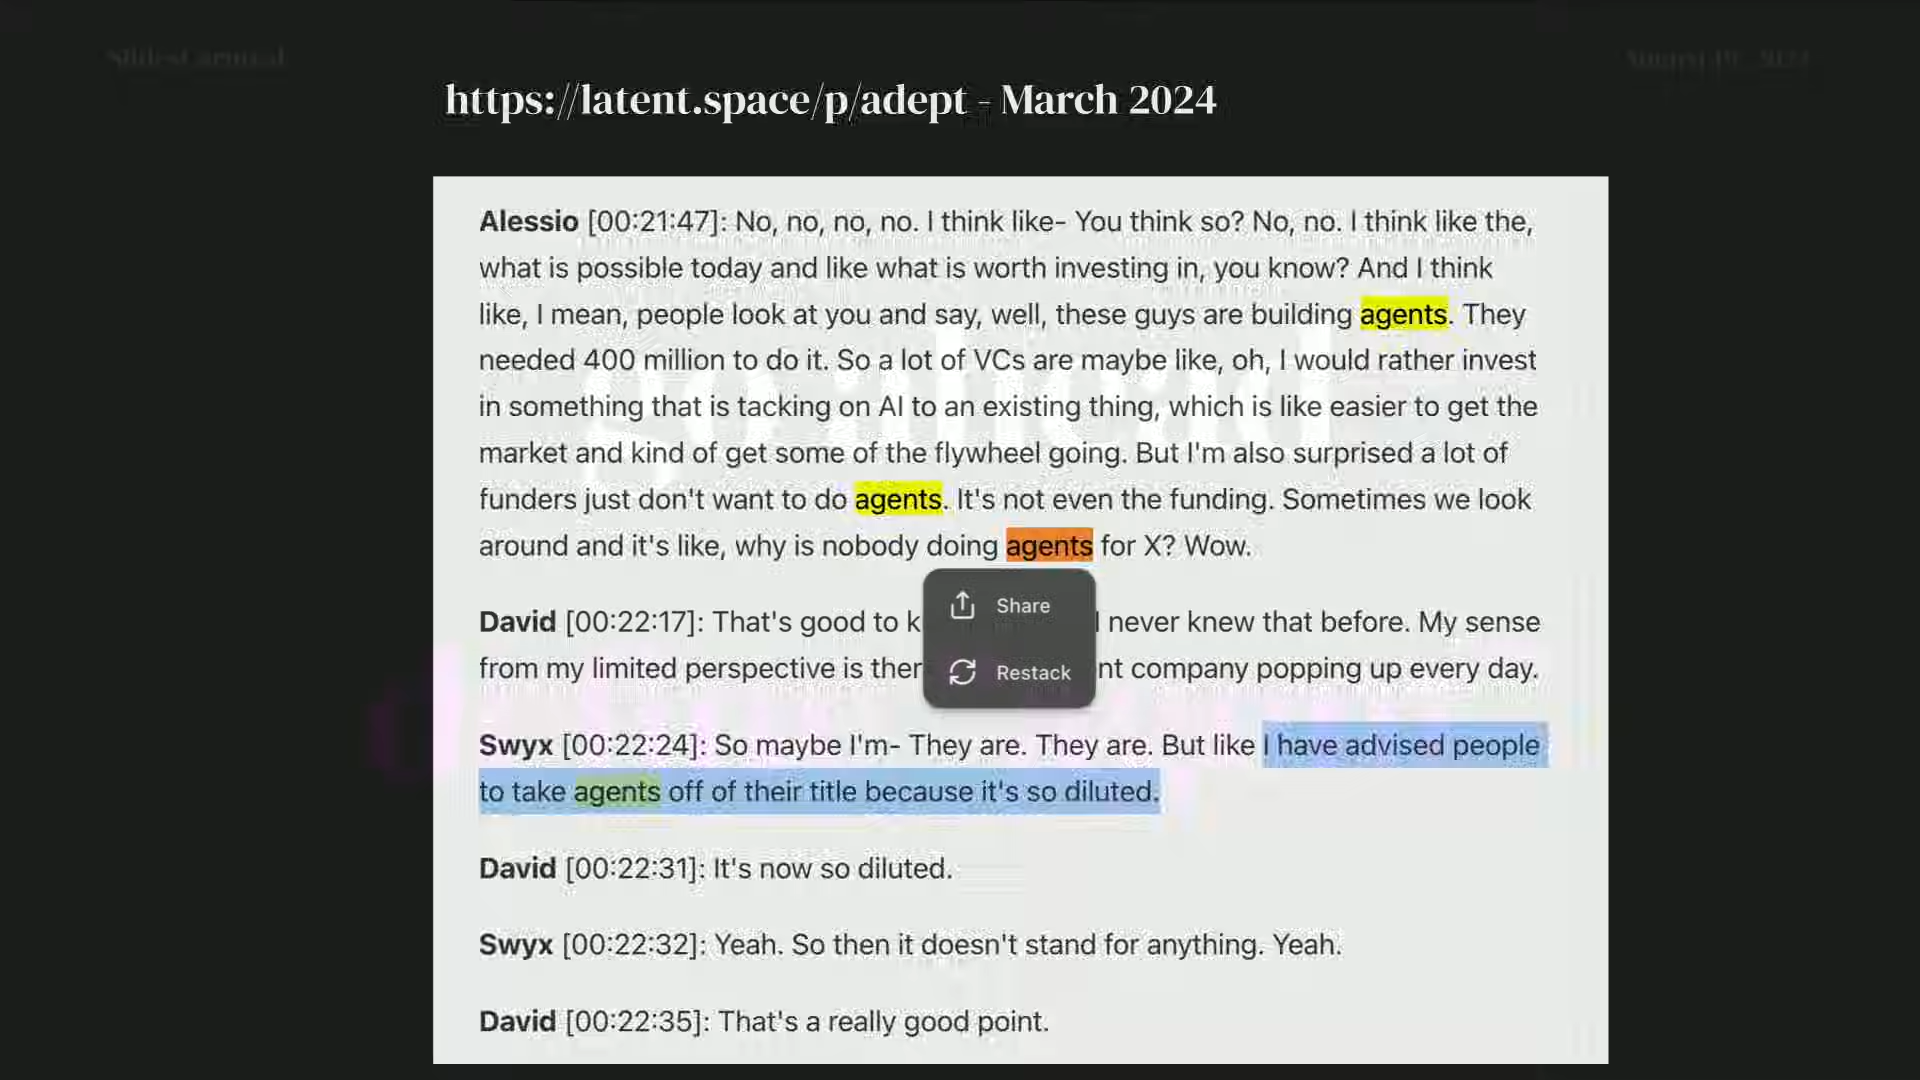 https://latent.space/p/adept - March 2024
Alessio [00:21:47]: No, no, no, no. I think like- You think so? No, no. I think like the,
what is possible today and like what is worth investing in, you know? And I think
like, I mean, people look at you and say, well, these guys are building agents. They
needed 400 million to do it. So a lot of VCs are maybe like, oh, I would rather invest
in something that is tacking on AI to an existing thing, which is like easier to get the
market and kind of get some of the flywheel going. But I'm also surprised a lot of
funders just don't want to do agents. It's not even the funding. Sometimes we look
around and it's like, why is nobody doing agents for X? Wow.
Share
Restack
David [00:22:17]: That's good to k I never knew that before. My sense
from my limited perspective is ther nt company popping up every day.
Swyx [00:22:24]: So maybe I'm- They are. They are. But like I have advised people
to take agents off of their title because it's so diluted.
David [00:22:31]: It's now so diluted.
Swyx [00:22:32]: Yeah. So then it doesn't stand for anything. Yeah.
David [00:22:35]: That's a really good point.